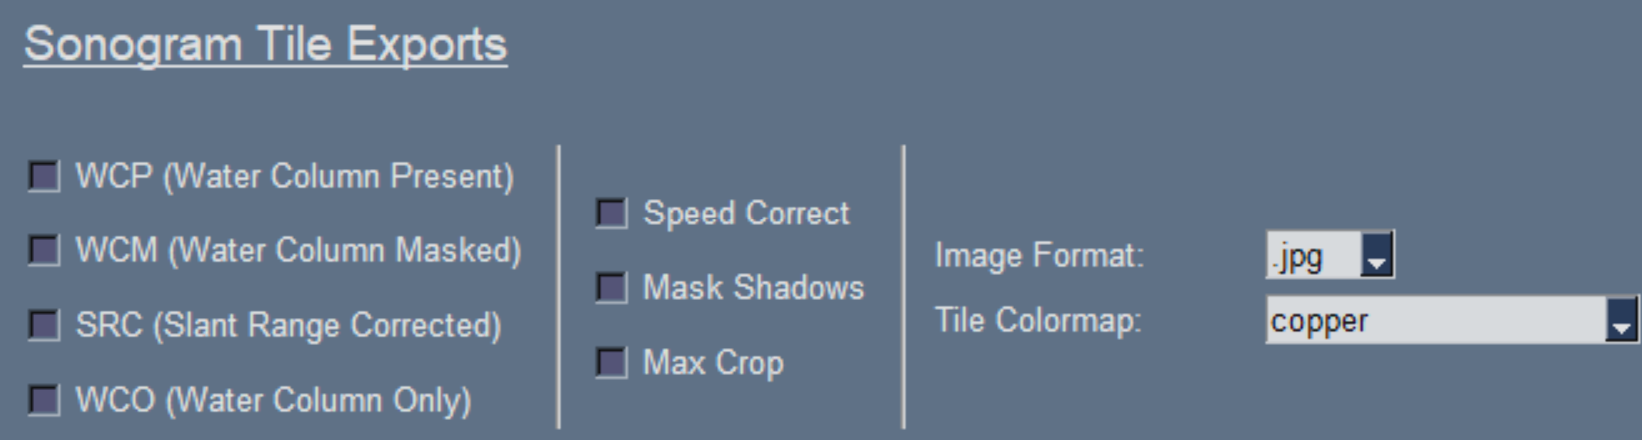 Sonogram Tile Exports
WCP (Water Column Present)
WCM (Water Column Masked)
SRC (Slant Range Corrected)
WCO (Water Column Only)
Speed Correct
Mask Shadows
Max Crop
Image Format: .jpg
Tile Colormap: copper